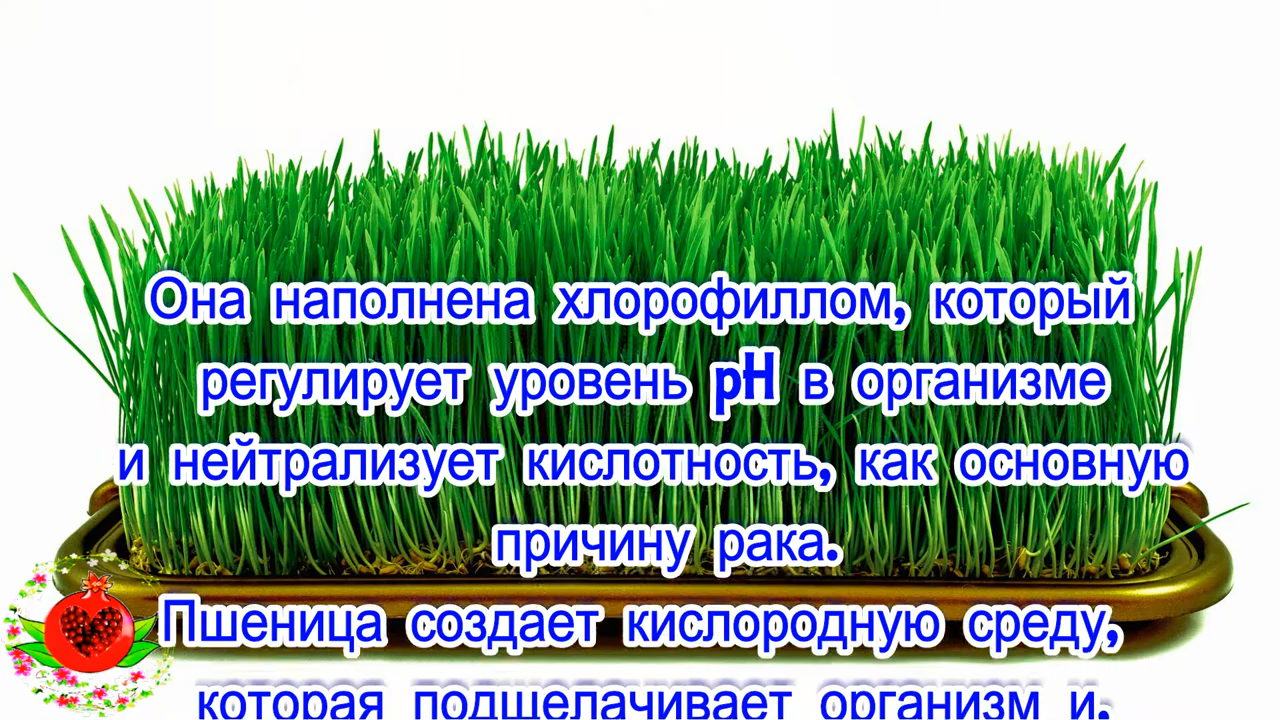 Она наполнена хлорофиллом, который
регулирует уровень pH в организме
и нейтрализует кислотность, как основную
причину рака.
Пшеница создает кислородную среду,
которая подщелачивает организм и,